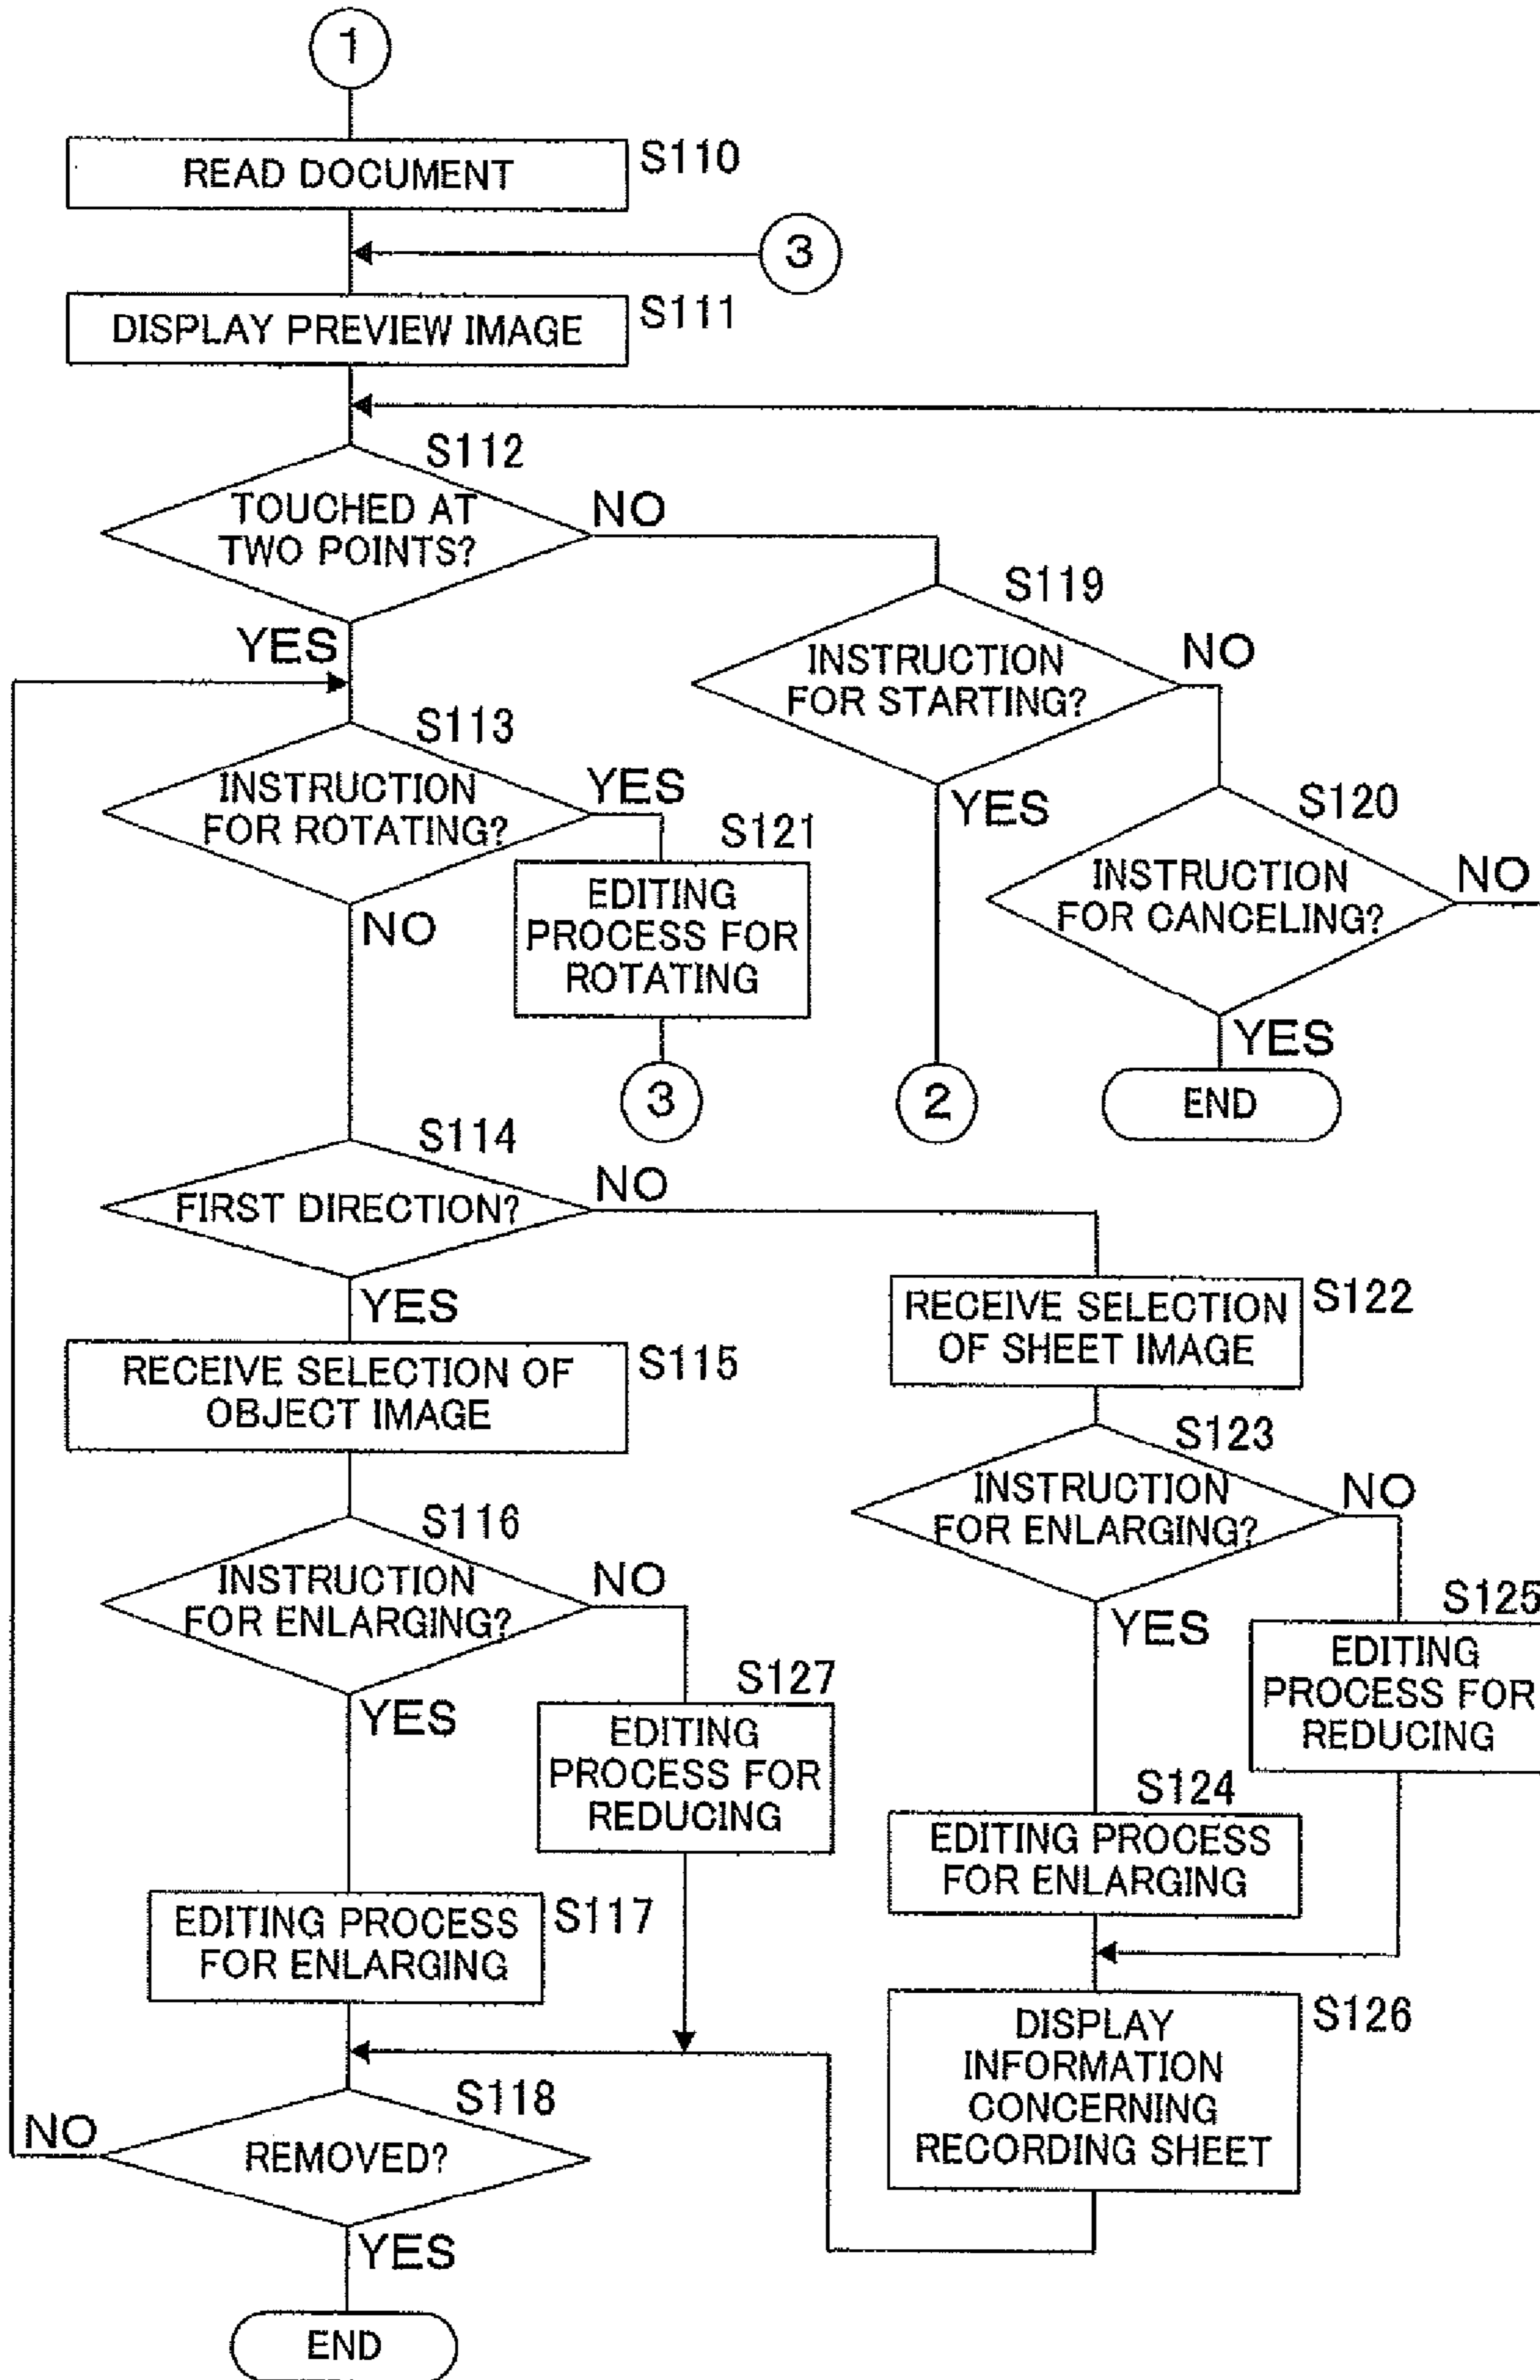 1
READ DOCUMENT
S110
3
DISPLAY PREVIEW IMAGE
S111
S112
TOUCHED AT
TWO POINTS?
NO
YES
S119
INSTRUCTION
FOR STARTING?
NO
YES
S113
INSTRUCTION
FOR ROTATING?
YES
NO
S121
EDITING
PROCESS FOR
ROTATING
3
2
S120
INSTRUCTION
FOR CANCELING?
NO
YES
END
S114
FIRST DIRECTION?
NO
YES
S115
RECEIVE SELECTION OF
OBJECT IMAGE
S122
RECEIVE SELECTION
OF SHEET IMAGE
S116
INSTRUCTION
FOR ENLARGING?
NO
YES
S123
INSTRUCTION
FOR ENLARGING?
NO
YES
S125
EDITING
PROCESS FOR
REDUCING
S127
EDITING
PROCESS FOR
REDUCING
S124
EDITING PROCESS
FOR ENLARGING
S117
EDITING PROCESS
FOR ENLARGING
S126
DISPLAY
INFORMATION
CONCERNING
RECORDING SHEET
S118
REMOVED?
NO
YES
END